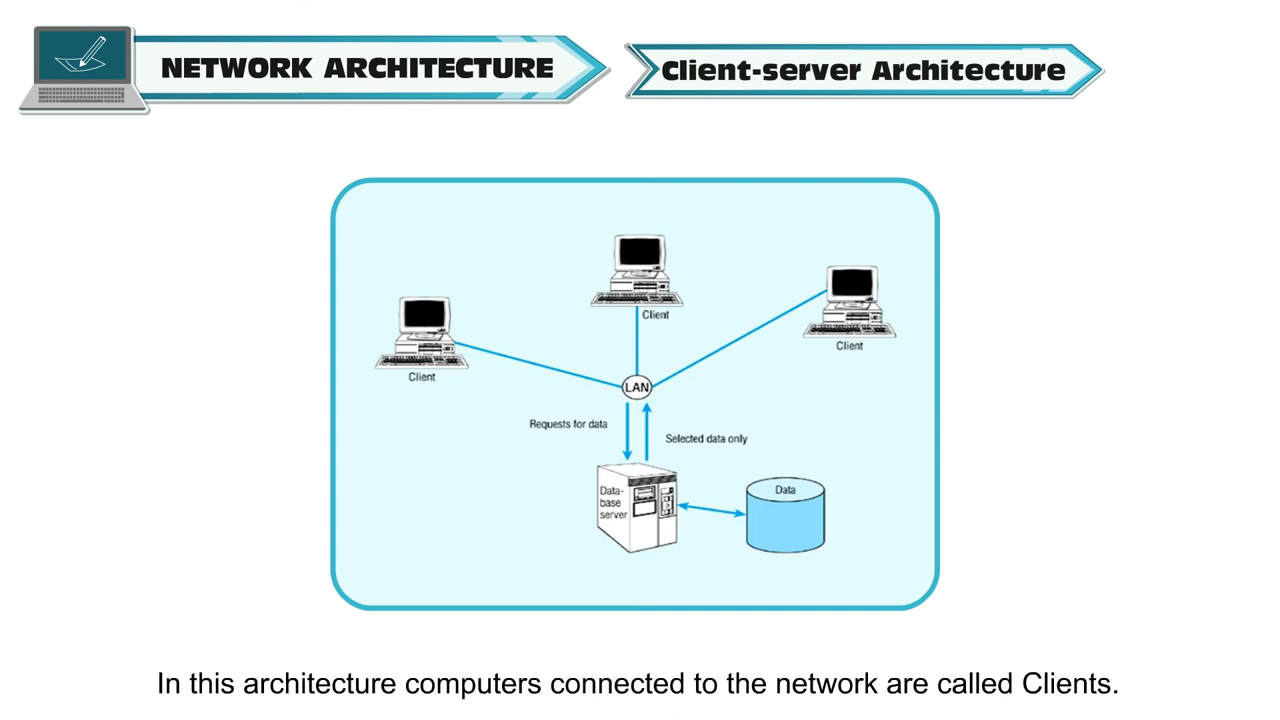 NETWORK ARCHITECTURE
Client-server Architecture
Client
Client
Client
LAN
Requests for data
Selected data only
Data-
base
server
Data
In this architecture computers connected to the network are called Clients.